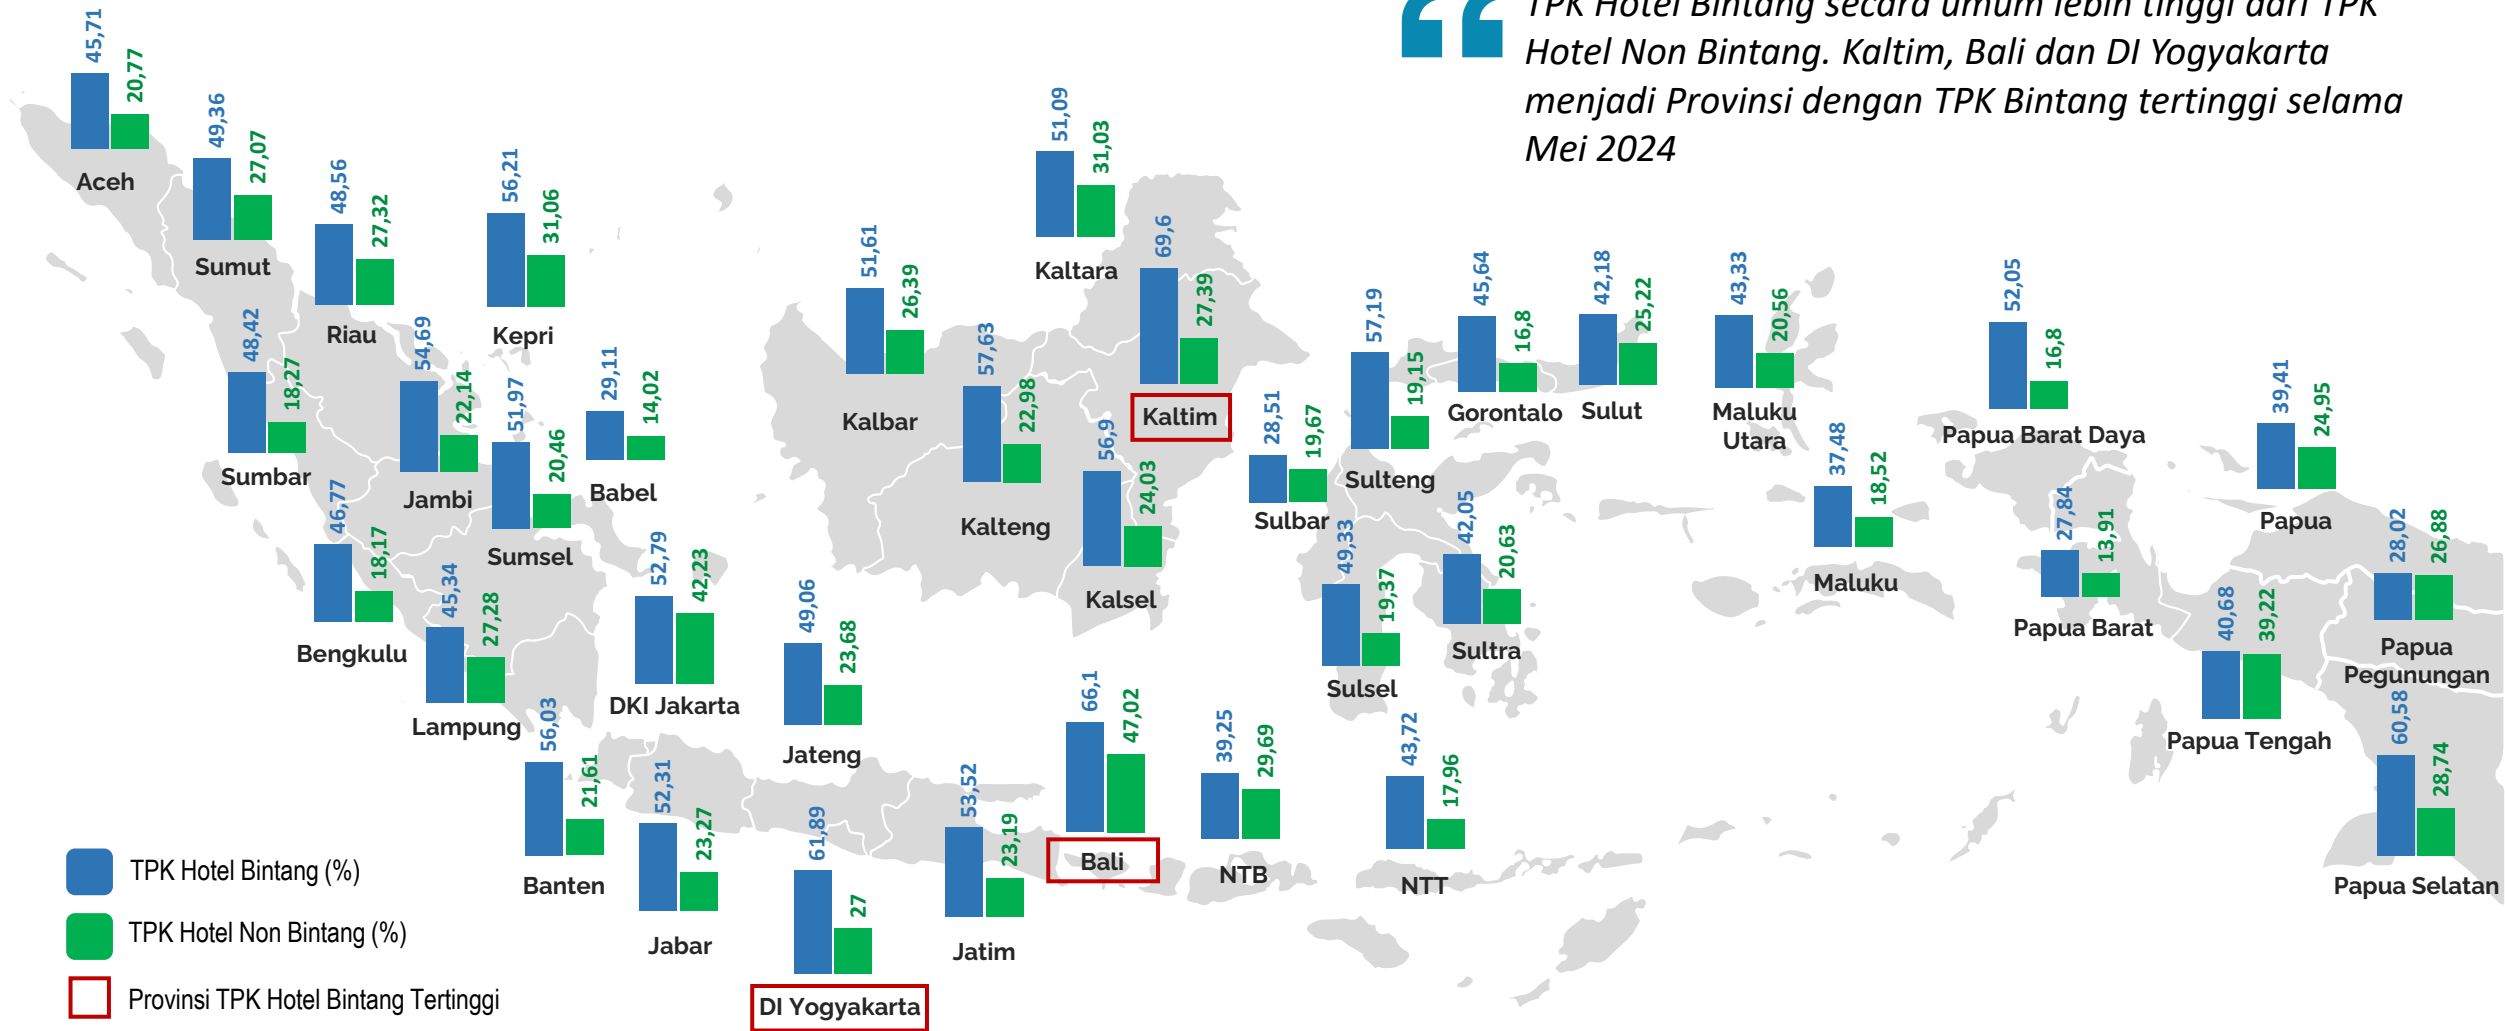 “
TPK Hotel Bintang secara umum lebih tinggi dari TPK
Hotel Non Bintang. Kaltim, Bali dan DI Yogyakarta
menjadi Provinsi dengan TPK Bintang tertinggi selama
Mei 2024
45,71
20,77
Aceh
49,36
27,07
Sumut
48,56
27,32
Riau
56,21
31,06
Kepri
48,42
18,27
Sumbar
54,69
22,14
Jambi
51,97
20,46
Sumsel
29,11
14,02
Babel
46,77
18,17
Bengkulu
45,34
27,28
Lampung
52,79
42,23
DKI Jakarta
56,03
21,61
Banten
52,31
23,27
Jabar
49,06
23,68
Jateng
61,89
27
DI Yogyakarta
53,52
23,19
Jatim
66,1
47,02
Bali
39,25
29,69
NTB
43,72
17,96
NTT
51,61
26,39
Kalbar
57,63
22,98
Kalteng
56,9
24,03
Kalsel
51,09
31,03
Kaltara
69,6
27,39
Kaltim
28,51
19,67
Sulbar
57,19
19,15
Sulteng
49,33
19,37
Sulsel
42,05
20,63
Sultra
45,64
16,8
Gorontalo
42,18
25,22
Sulut
43,33
20,56
Maluku
Utara
37,48
18,52
Maluku
52,05
16,8
Papua Barat Daya
27,84
13,91
Papua Barat
39,41
24,95
Papua
40,68
39,22
Papua Tengah
28,02
26,88
Papua
Pegunungan
60,58
28,74
Papua Selatan
TPK Hotel Bintang (%)
TPK Hotel Non Bintang (%)
Provinsi TPK Hotel Bintang Tertinggi